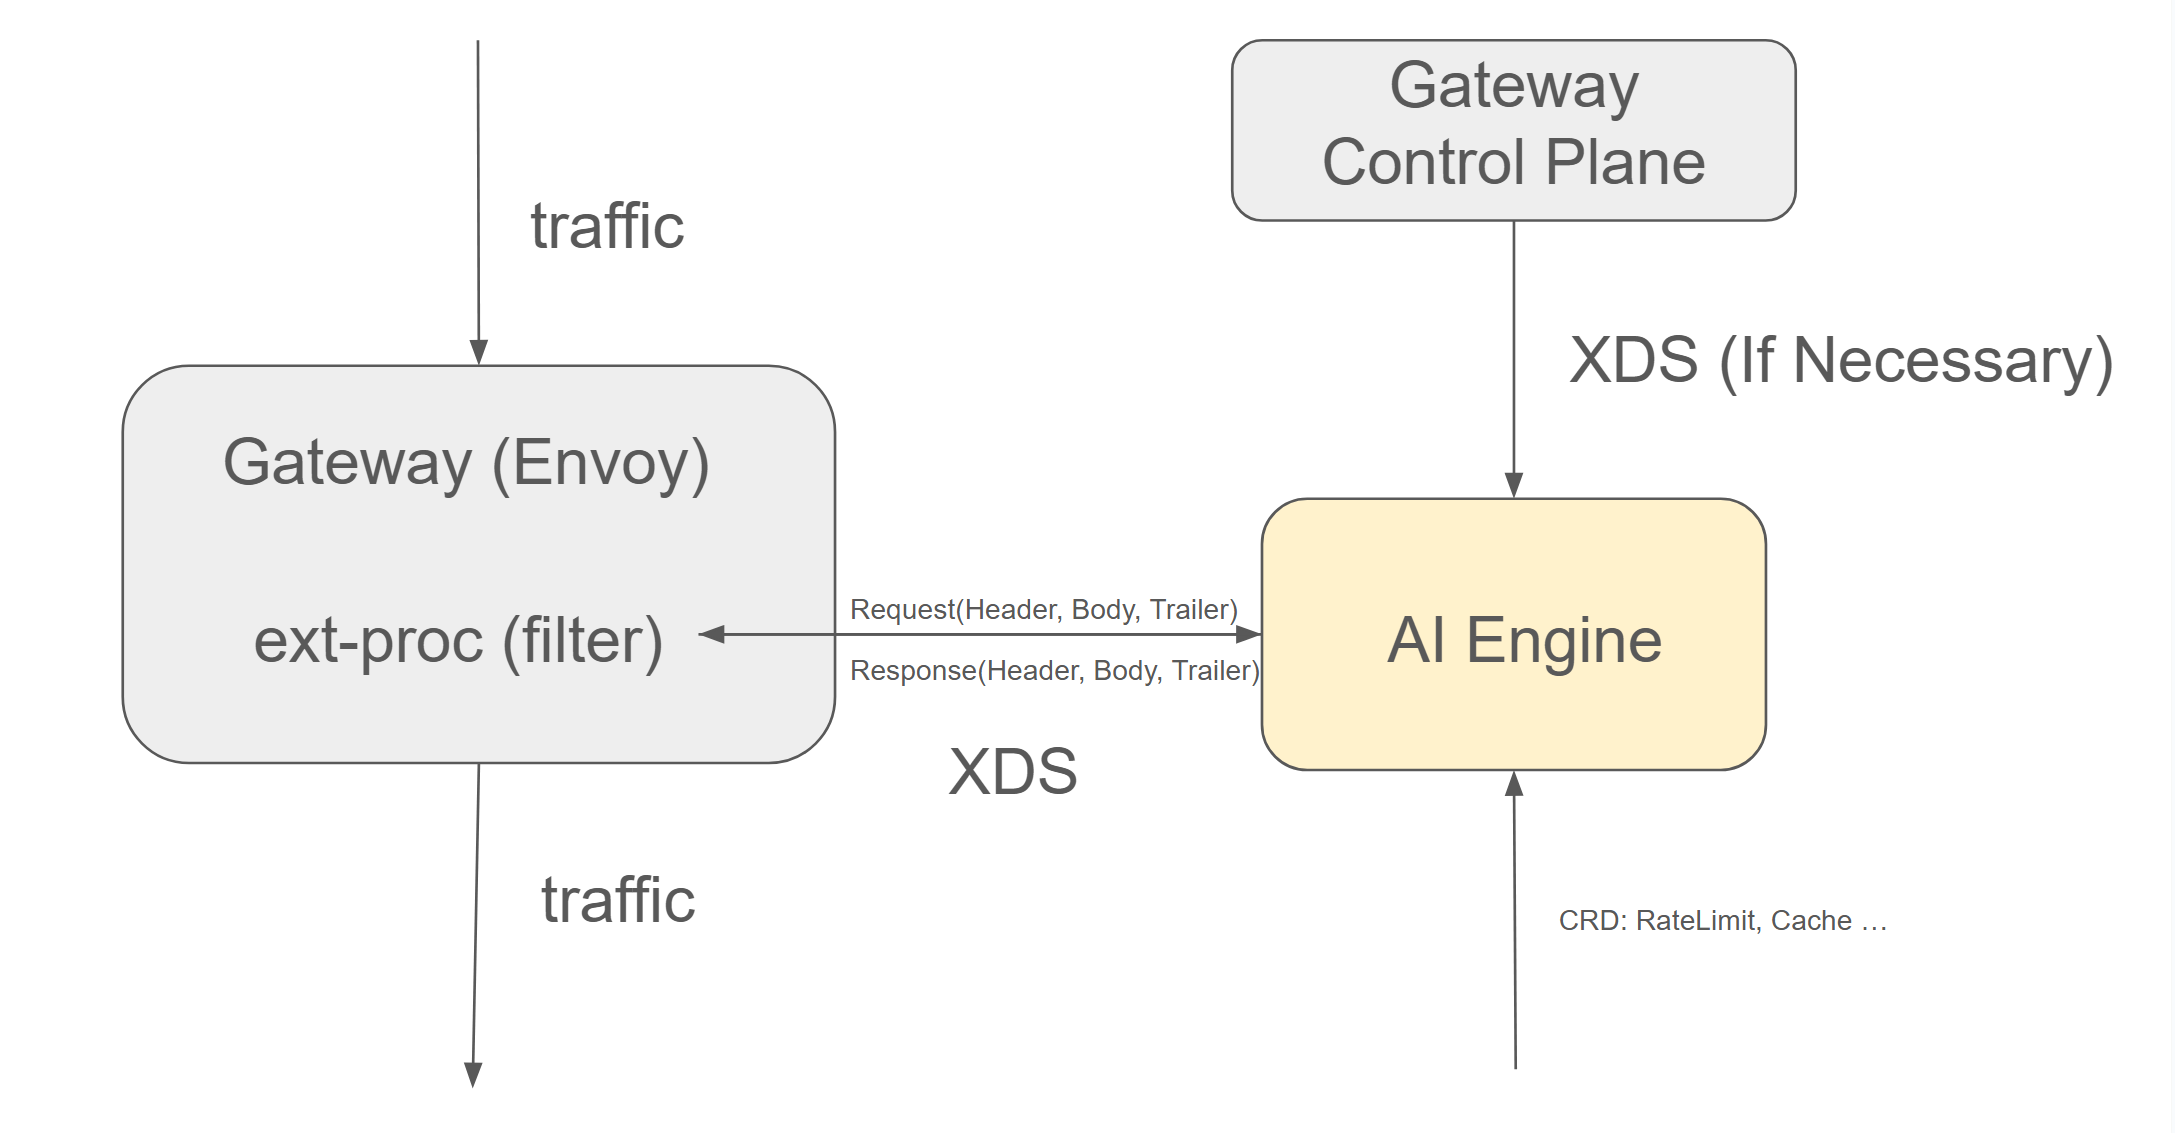 Gateway
Control Plane
traffic
XDS (If Necessary)
Gateway (Envoy)
ext-proc (filter)
Request(Header, Body, Trailer)
Response(Header, Body, Trailer)
AI Engine
XDS
traffic
CRD: RateLimit, Cache …